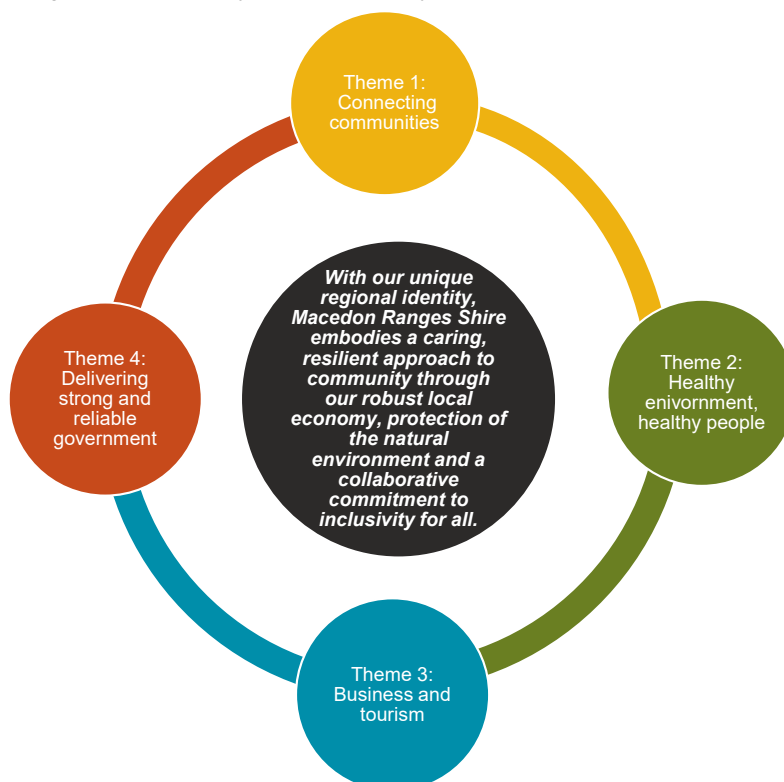 Theme 1:
Connecting
communities
With our unique
regional identity,
Macedon Ranges Shire
embodies a caring,
resilient approach to
community through
our robust local
economy, protection of
the natural
environment and a
collaborative
commitment to
inclusivity for all.
Theme 2:
Healthy
enivornment,
healthy people
Theme 3:
Business and
tourism
Theme 4:
Delivering
strong and
reliable
government